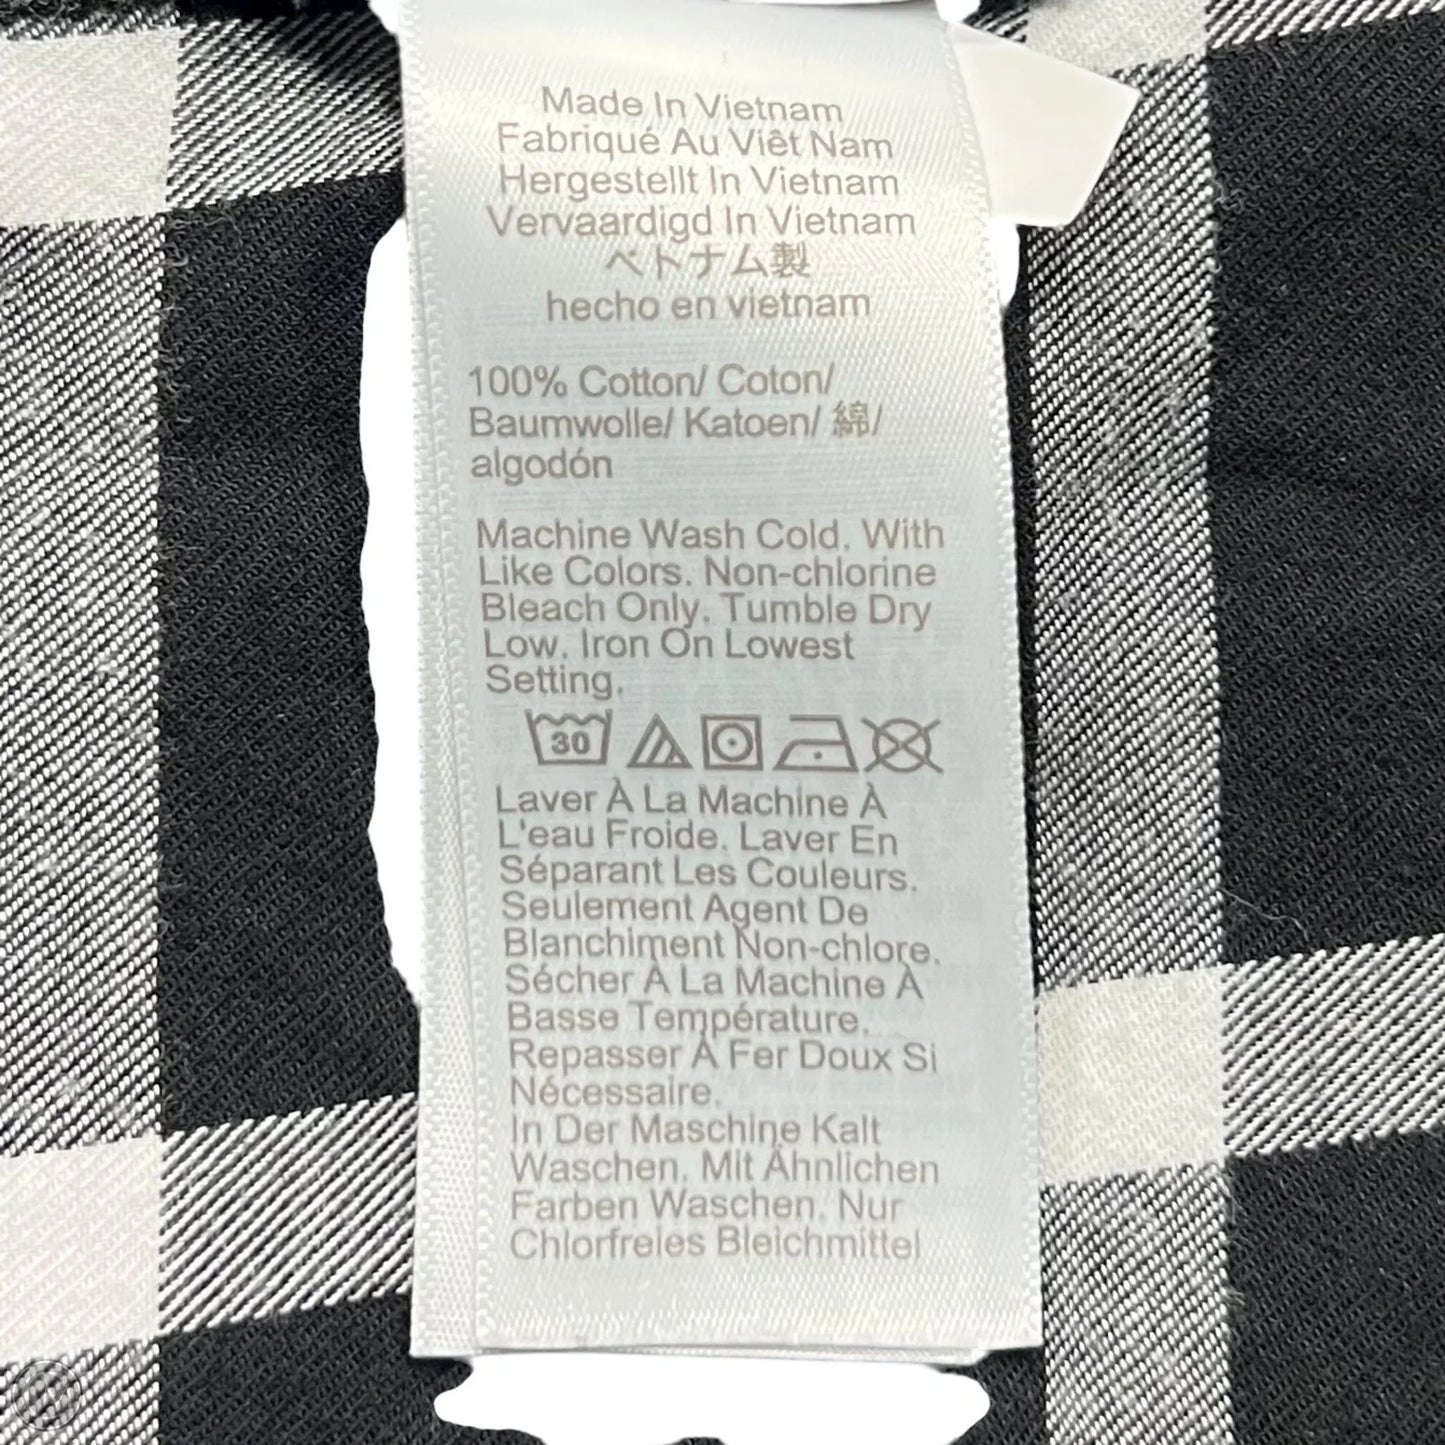 Made In Vietnam
Fabriqué Au Viêt Nam
Hergestellt In Vietnam
Vervaardigd In Vietnam
ベトナム製
hecho en vietnam
100% Cotton/ Coton/
Baumwolle/ Katoen/ 綿/
algodón
Machine Wash Cold. With
Like Colors. Non-chlorine
Bleach Only. Tumble Dry
Low. Iron On Lowest
Setting.
30
Laver À La Machine À
L'eau Froide. Laver En
Séparant Les Couleurs.
Seulement Agent De
Blanchiment Non-chlore.
Sécher À La Machine À
Basse Température.
Repasser À Fer Doux Si
Nécessaire.
In Der Maschine Kalt
Waschen. Mit Ähnlichen
Farben Waschen. Nur
Chlorfreies Bleichmittel